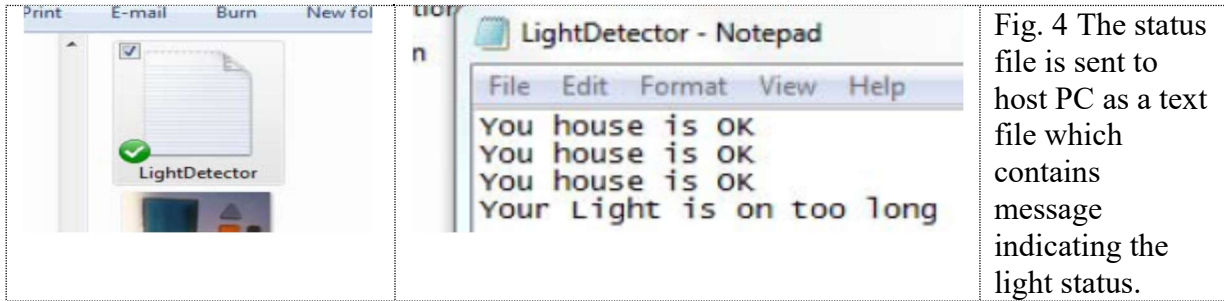 Print E-mail Burn New fol
LightDetector
n
LightDetector - Notepad
File Edit Format View Help
You house is OK
You house is OK
You house is OK
Your Light is on too long
Fig. 4 The status
file is sent to
host PC as a text
file which
contains
message
indicating the
light status.